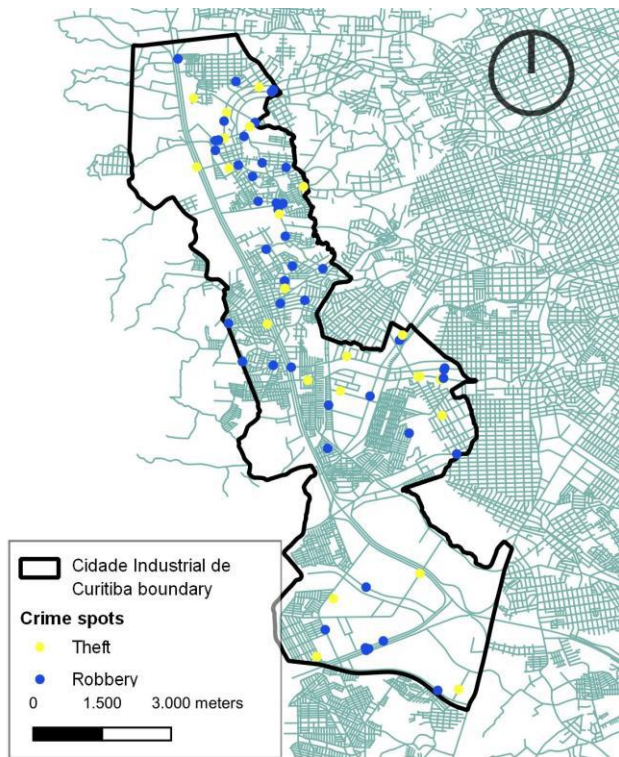 Cidade Industrial de
Curitiba boundary
Crime spots
Theft
Robbery
0 1.500 3.000 meters